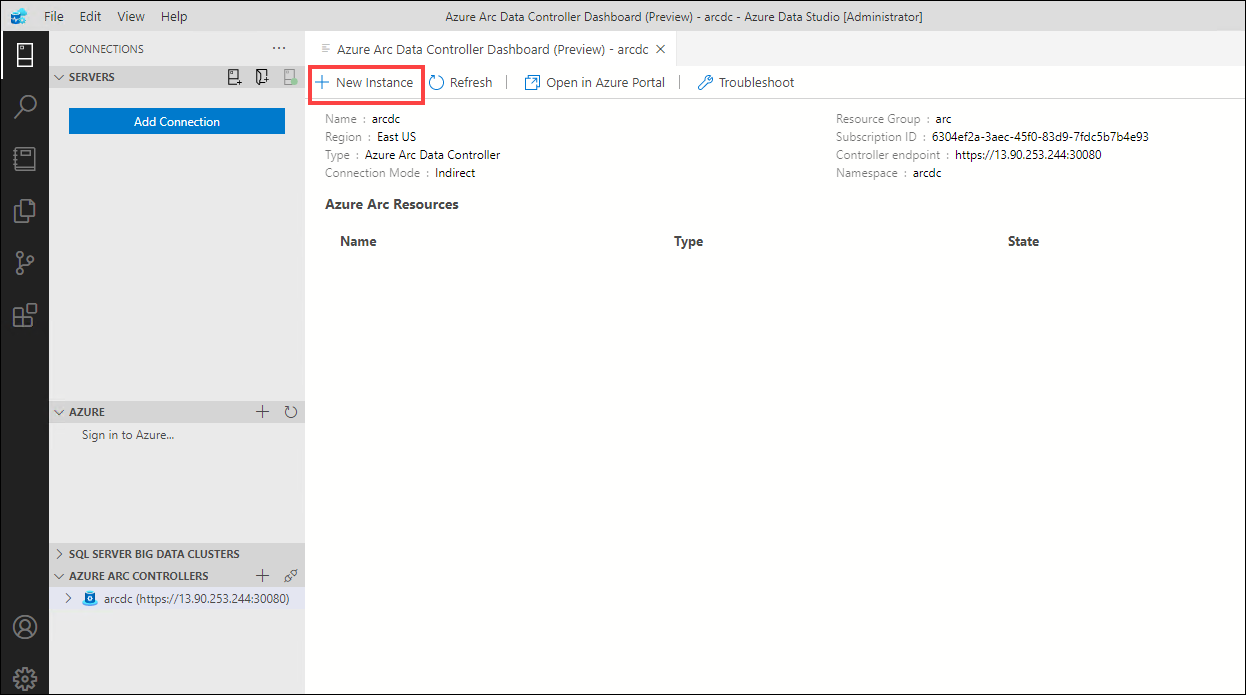 File Edit View Help
Azure Arc Data Controller Dashboard (Preview) - arcdc - Azure Data Studio [Administrator]
CONNECTIONS ...
SERVERS
Add Connection
AZURE
Sign in to Azure...
SQL SERVER BIG DATA CLUSTERS
AZURE ARC CONTROLLERS
arcdc (https://13.90.253.244:30080)
Azure Arc Data Controller Dashboard (Preview) - arcdc
New Instance Refresh | Open in Azure Portal | Troubleshoot
Name : arcdc
Region : East US
Type : Azure Arc Data Controller
Connection Mode : Indirect
Resource Group : arc
Subscription ID : 6304ef2a-3aec-45f0-83d9-7fdc5b7b4e93
Controller endpoint : https://13.90.253.244:30080
Namespace : arcdc
Azure Arc Resources
Name Type State